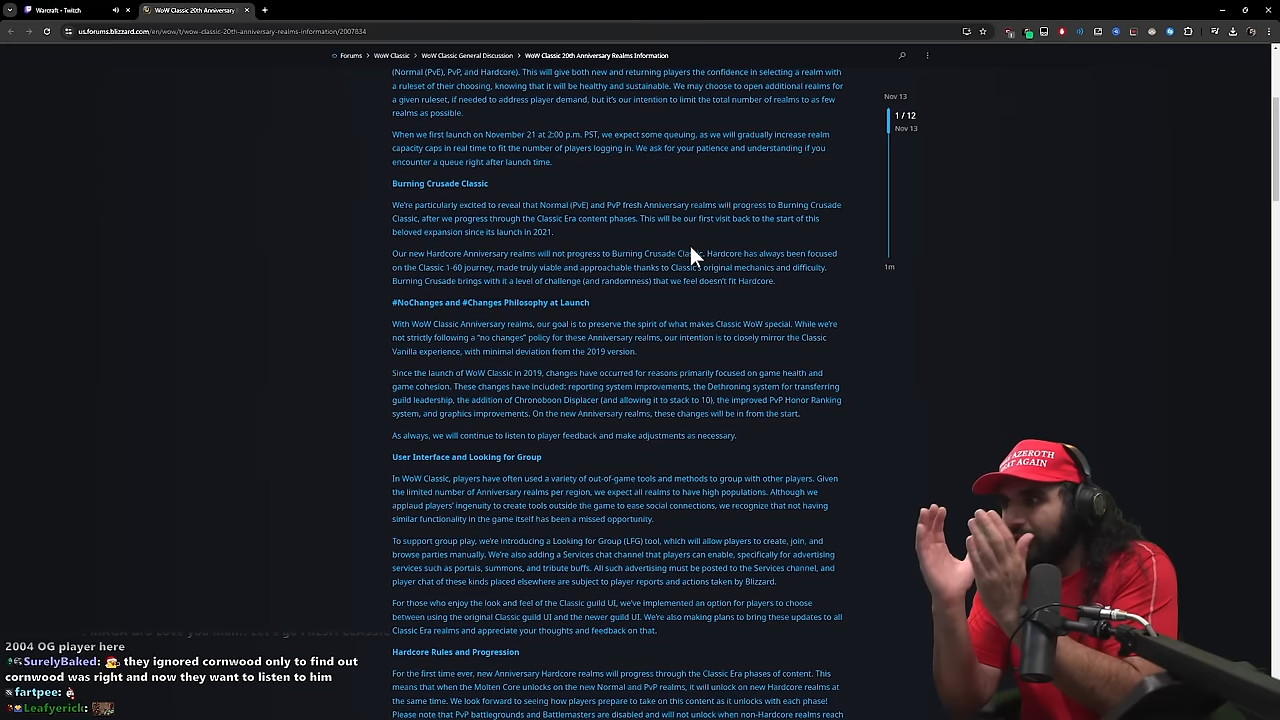 Warcraft - Twitch
WoW Classic 20th Anniversary
us.forums.blizzard.com/en/wow/t/wow-classic-20th-anniversary-realms-information/2007834
Forums > WoW Classic > WoW Classic General Discussion > WoW Classic 20th Anniversary Realms Information
(Normal (PvE), PvP, and Hardcore). This will give both new and returning players the confidence in selecting a realm with
a ruleset of their choosing, knowing that it will be healthy and sustainable. We may choose to open additional realms for
a given ruleset, if needed to address player demand, but it's our intention to limit the total number of realms to as few
realms as possible.
When we first launch on November 21 at 2:00 p.m. PST, we expect some queuing, as we will gradually increase realm
capacity caps in real time to fit the number of players logging in. We ask for your patience and understanding if you
encounter a queue right after launch time.
Burning Crusade Classic
We're particularly excited to reveal that Normal (PvE) and PvP fresh Anniversary realms will progress to Burning Crusade
Classic, after we progress through the Classic Era content phases. This will be our first visit back to the start of this
beloved expansion since its launch in 2021.
Our new Hardcore Anniversary realms will not progress to Burning Crusade Classic. Hardcore has always been focused
on the Classic 1-60 journey, made truly viable and approachable thanks to Classic's original mechanics and difficulty.
Burning Crusade brings with it a level of challenge (and randomness) that we feel doesn't fit Hardcore.
#NoChanges and #Changes Philosophy at Launch
With WoW Classic Anniversary realms, our goal is to preserve the spirit of what makes Classic WoW special. While we're
not strictly following a "no changes" policy for these Anniversary realms, our intention is to closely mirror the Classic
Vanilla experience, with minimal deviation from the 2019 version.
Since the launch of WoW Classic in 2019, changes have occurred for reasons primarily focused on game health and
game cohesion. These changes have included: reporting system improvements, the Dethroning system for transferring
guild leadership, the addition of Chronoboon Displacer (and allowing it to stack to 10), the improved PvP Honor Ranking
system, and graphics improvements. On the new Anniversary realms, these changes will be in from the start.
As always, we will continue to listen to player feedback and make adjustments as necessary.
User Interface and Looking for Group
In WoW Classic, players have often used a variety of out-of-game tools and methods to group with other players. Given
the limited number of Anniversary realms per region, we expect all realms to have high populations. Although we
applaud players' ingenuity to create tools outside the game to ease social connections, we recognize that not having
similar functionality in the game itself has been a missed opportunity.
To support group play, we're introducing a Looking for Group (LFG) tool, which will allow players to create, join, and
browse parties manually. We're also adding a Services chat channel that players can enable, specifically for advertising
services such as portals, summons, and tribute buffs. All such advertising must be posted to the Services channel, and
player chat of these kinds placed elsewhere are subject to player reports and actions taken by Blizzard.
For those who enjoy the look and feel of the Classic guild UI, we've implemented an option for players to choose
between using the original Classic guild UI and the newer guild UI. We're also making plans to bring these updates to all
Classic Era realms and appreciate your thoughts and feedback on that.
Hardcore Rules and Progression
For the first time ever, new Anniversary Hardcore realms will progress through the Classic Era phases of content. This
means that when the Molten Core unlocks on the new Normal and PvP realms, it will unlock on new Hardcore realms at
the same time. We look forward to seeing how players prepare to take on this content as it unlocks with each phase!
Please note that PvP battlegrounds and Battlemasters are disabled and will not unlock when non-Hardcore realms reach
Nov 13
1 / 12
Nov 13
1m
AZEROTH
AGAIN
2004 OG player here
SurelyBaked: they ignored cornwood only to find out
cornwood was right and now they want to listen to him
fartpee:
Leafyerick: